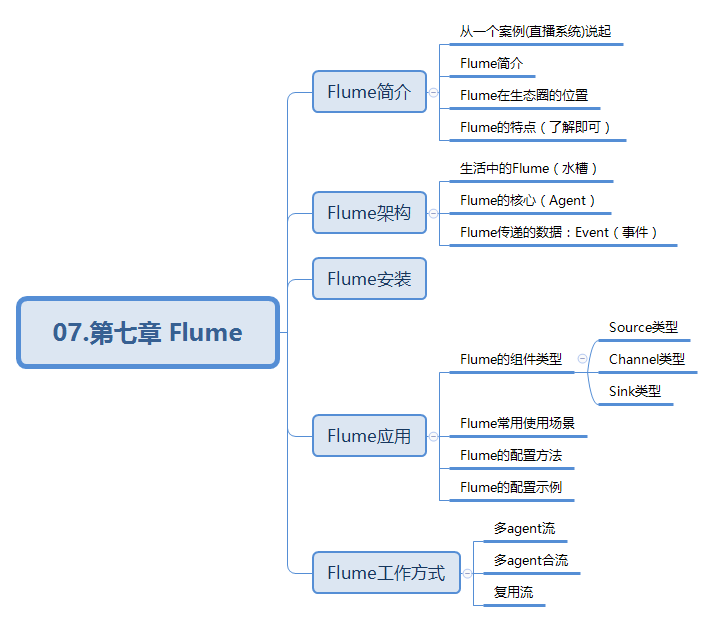 07.第七章 Flume
Flume简介
从一个案例(直播系统)说起
Flume简介
Flume在生态圈的位置
Flume的特点（了解即可）
Flume架构
生活中的Flume（水槽）
Flume的核心（Agent）
Flume传递的数据：Event（事件）
Flume安装
Flume应用
Flume的组件类型
Source类型
Channel类型
Sink类型
Flume常用使用场景
Flume的配置方法
Flume的配置示例
Flume工作方式
多agent流
多agent合流
复用流